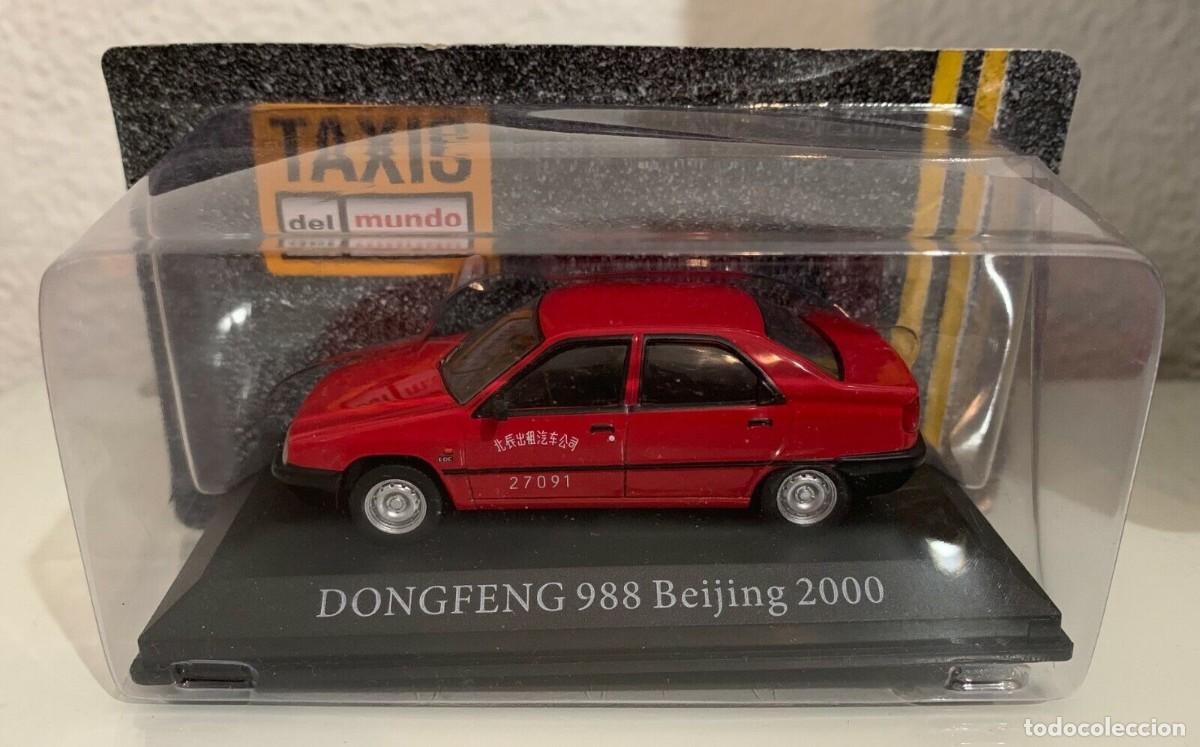 TAXIS
del mundo
北辰出租汽车公司
27091
DONGFENG 988 Beijing 2000
todocoleccion